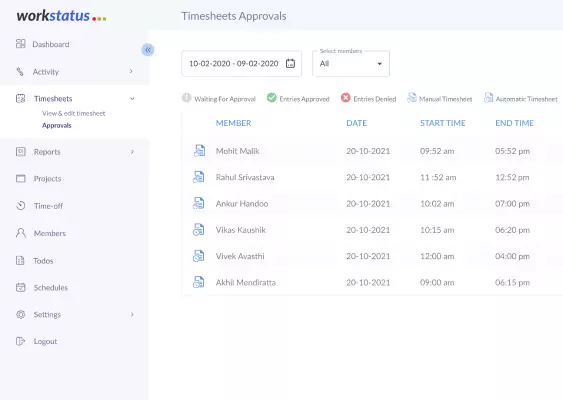 workstatus
Timesheets Approvals
Dashboard
Activity
Timesheets
View & edit timesheet
Approvals
Reports
Projects
Time-off
Members
Todos
Schedules
Settings
Logout
10-02-2020 - 09-02-2020
Select members
All
Waiting For Approval Entries Approved Entries Denied Manual Timesheet Automatic Timesheet
MEMBER DATE START TIME END TIME
Mohit Malik 20-10-2021 09:52 am 05:52 pm
Rahul Srivastava 20-10-2021 11 :52 am 12:52 pm
Ankur Handoo 20-10-2021 10:02 am 07:00 pm
Vikas Kaushik 20-10-2021 10:15 am 06:20 pm
Vivek Avasthi 20-10-2021 12:00 am 04:00 pm
Akhil Mendiratta 20-10-2021 09:00 am 06:15 pm